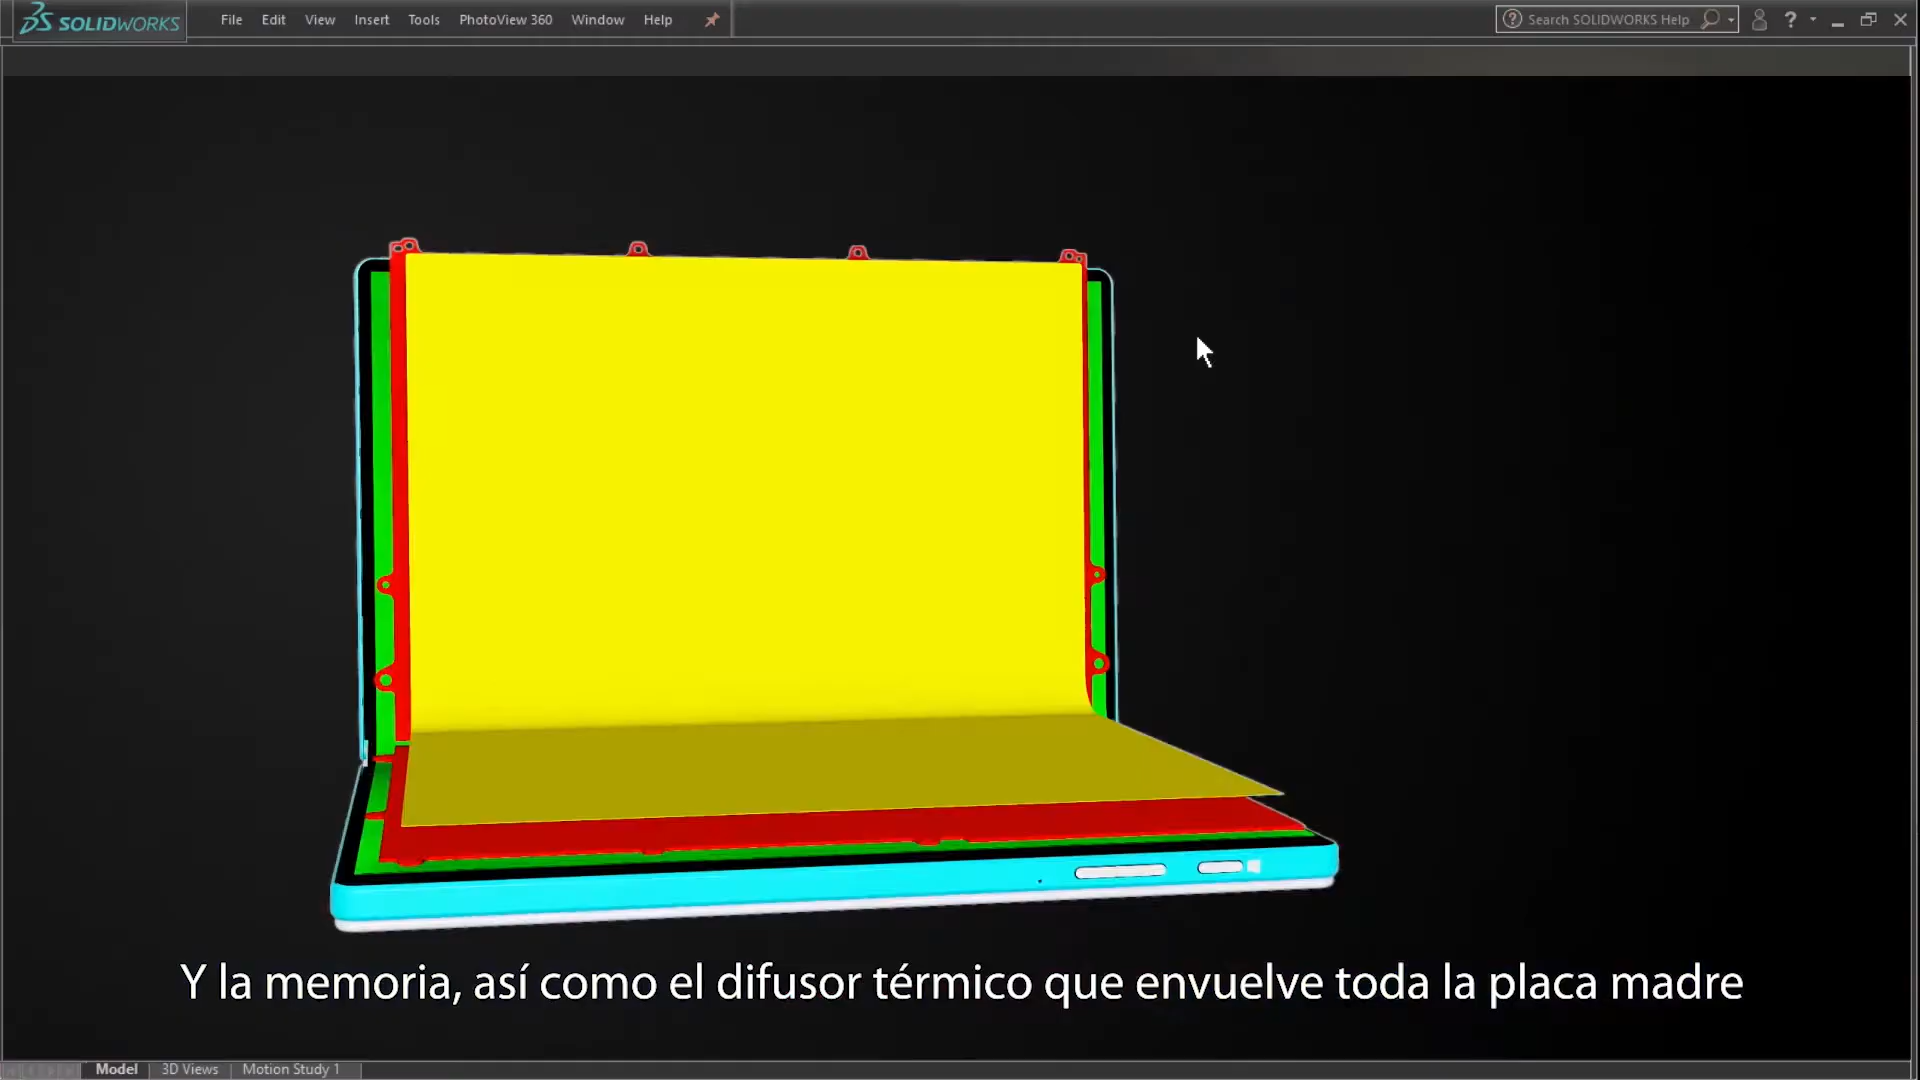 SOLIDWORKS File Edit View Insert Tools PhotoView 360 Window Help Search SOLIDWORKS Help ?
Y la memoria, así como el difusor térmico que envuelve toda la placa madre
Model 3D Views Motion Study 1